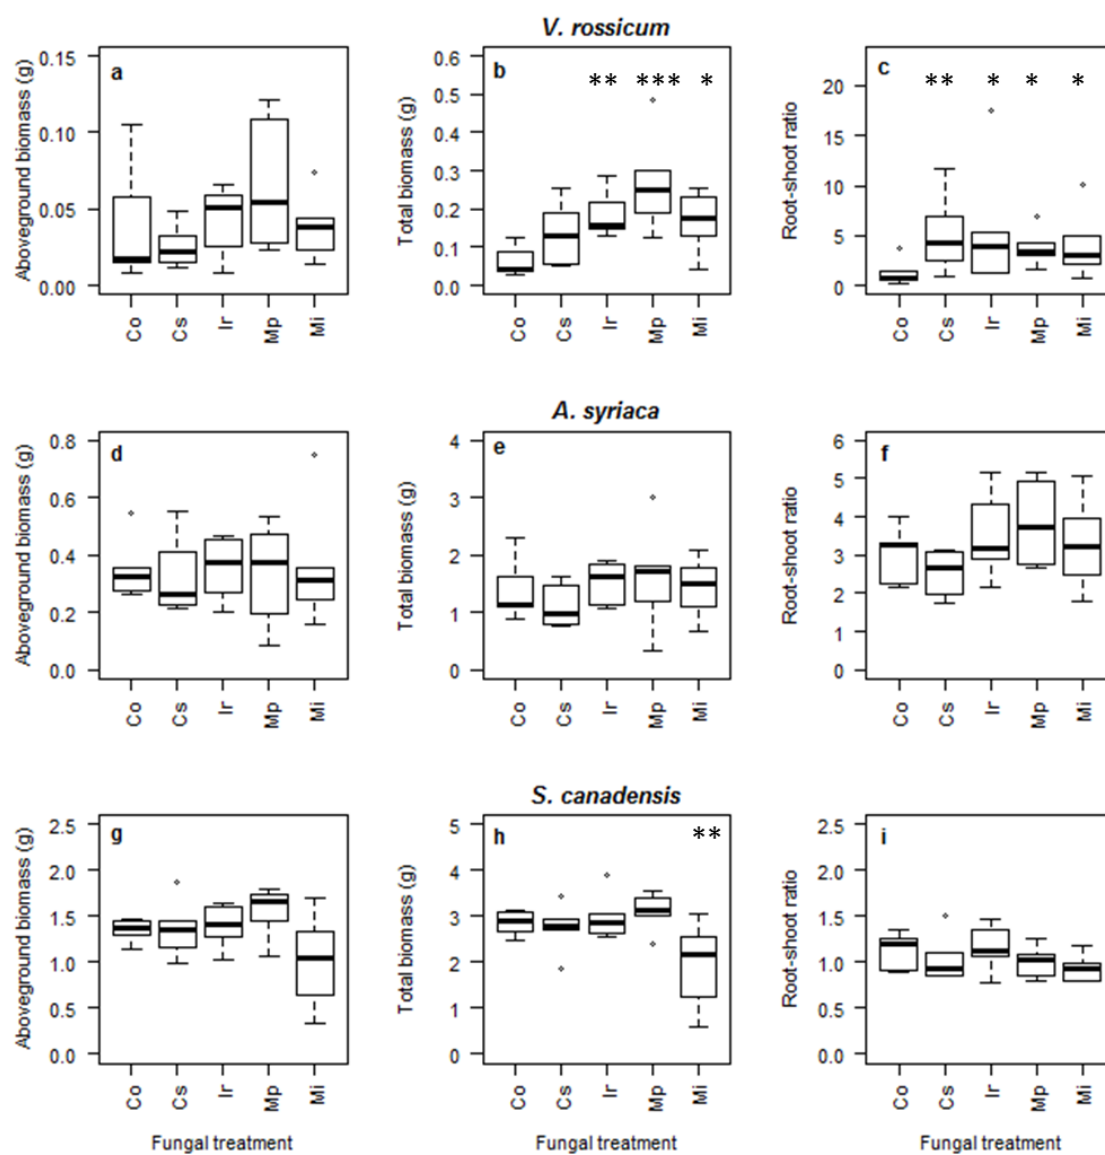 V. rossicum
a
Aboveground biomass (g)
0.15
0.10
0.05
0.00
Co Cs Ir Mp Mi
b
** *** *
Total biomass (g)
0.6
0.5
0.4
0.3
0.2
0.1
0.0
Co Cs Ir Mp Mi
c
** * * *
Root-shoot ratio
20
15
10
5
0
Co Cs Ir Mp Mi
A. syriaca
d
Aboveground biomass (g)
0.8
0.6
0.4
0.2
0.0
Co Cs Ir Mp Mi
e
Total biomass (g)
4
3
2
1
0
Co Cs Ir Mp Mi
f
Root-shoot ratio
6
5
4
3
2
1
0
Co Cs Ir Mp Mi
S. canadensis
g
Aboveground biomass (g)
2.5
2.0
1.5
1.0
0.5
0.0
Co Cs Ir Mp Mi
Fungal treatment
h
**
Total biomass (g)
5
4
3
2
1
0
Co Cs Ir Mp Mi
Fungal treatment
i
Root-shoot ratio
2.5
2.0
1.5
1.0
0.5
0.0
Co Cs Ir Mp Mi
Fungal treatment